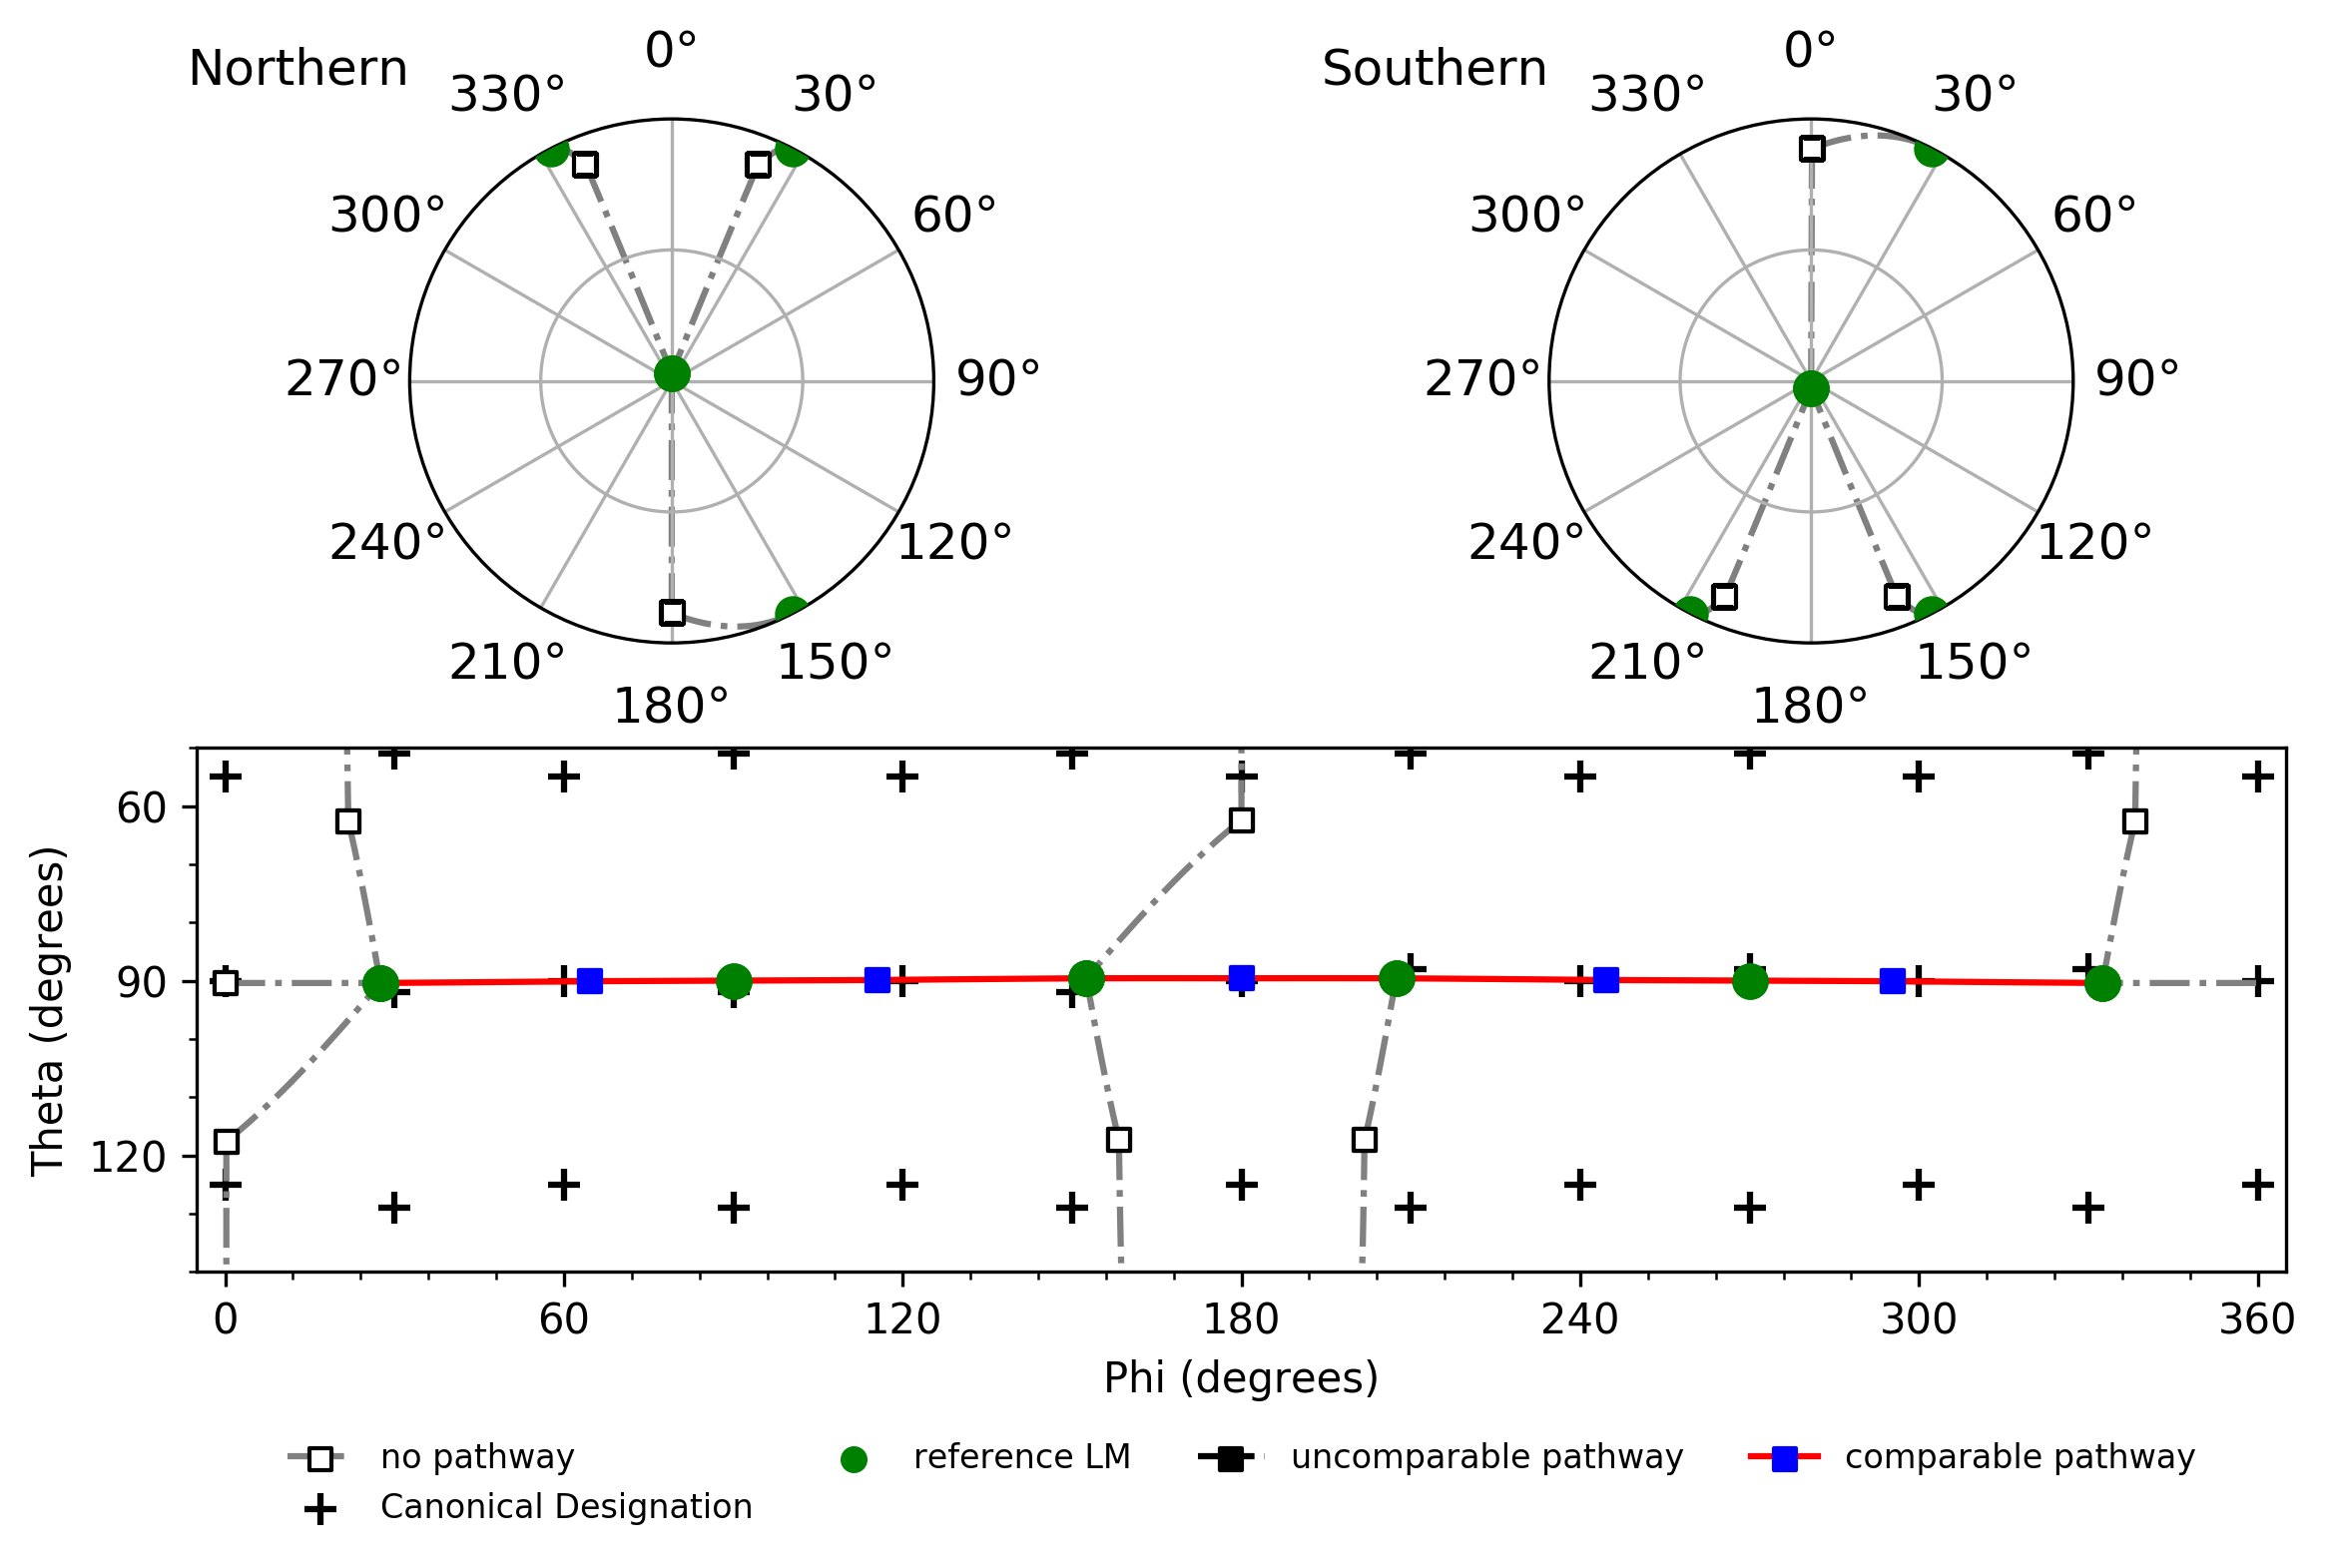 Northern
0°
30°
60°
90°
120°
150°
180°
210°
240°
270°
300°
330°
Southern
0°
30°
60°
90°
120°
150°
180°
210°
240°
270°
300°
330°
Theta (degrees)
60
90
120
0 60 120 180 240 300 360
Phi (degrees)
no pathway
Canonical Designation
reference LM
uncomparable pathway
comparable pathway